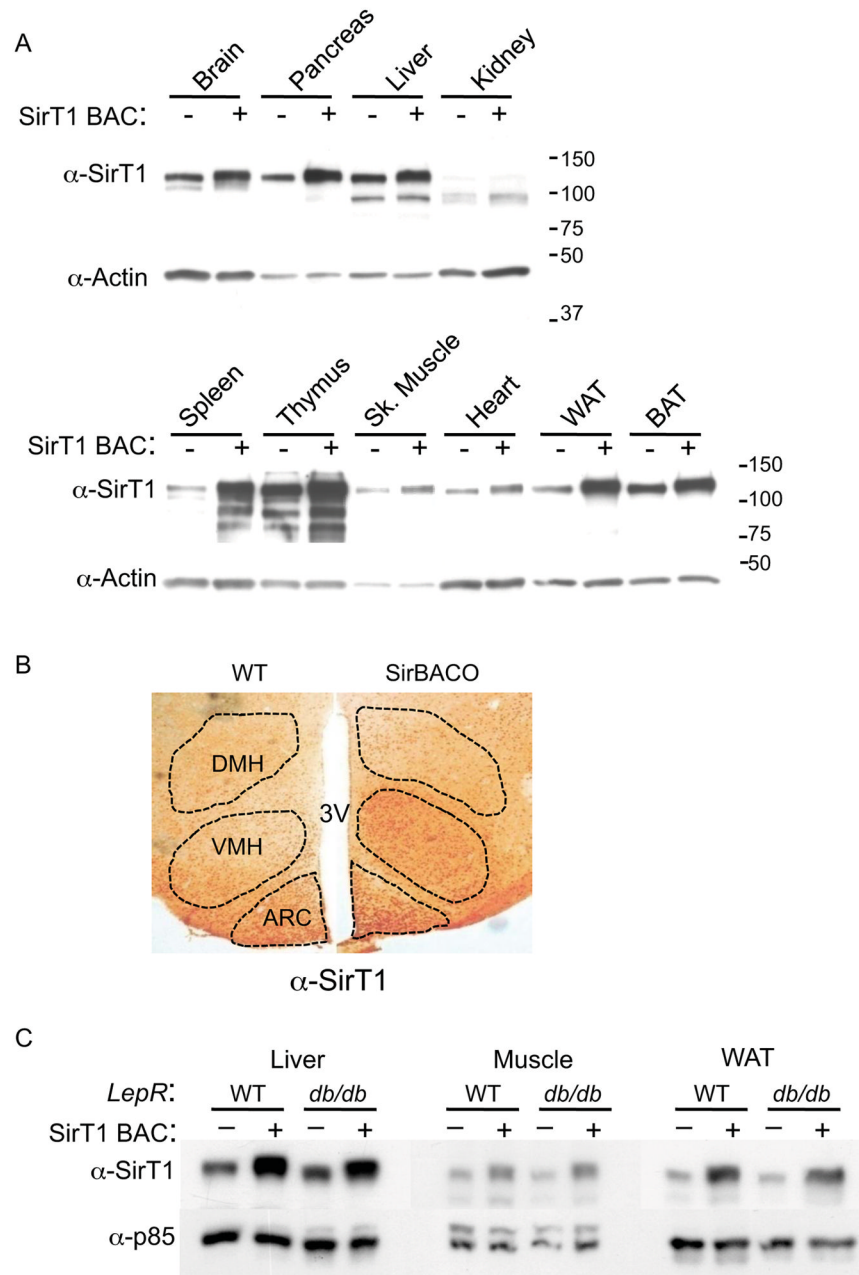 A
Brain Pancreas Liver Kidney
SirT1 BAC: - + - + - + - +
α-SirT1
-150
-100
-75
-50
α-Actin
-37
Spleen Thymus Sk. Muscle Heart WAT BAT
SirT1 BAC: - + - + - + - + - + - +
α-SirT1
-150
-100
-75
-50
α-Actin
B
WT SirBACO
DMH
3V
VMH
ARC
α-SirT1
C
Liver Muscle WAT
LepR: WT db/db WT db/db WT db/db
SirT1 BAC: − + − + − + − + − + − +
α-SirT1
α-p85